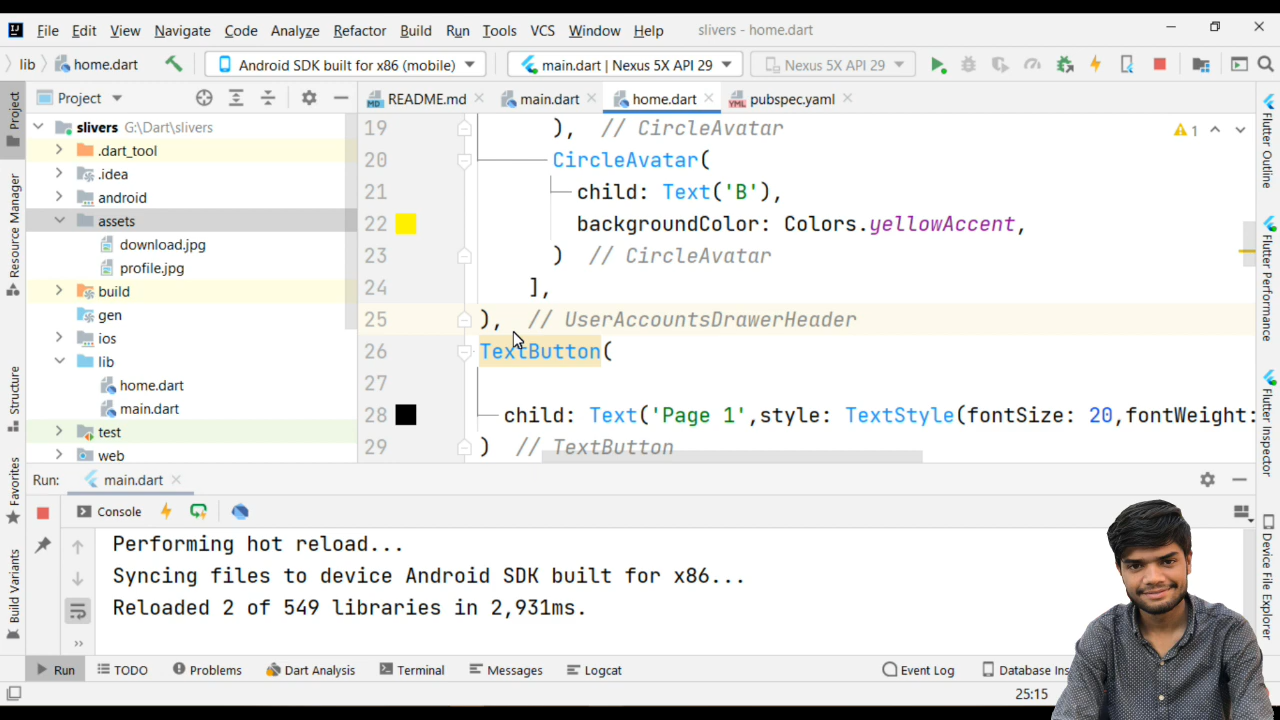 File Edit View Navigate Code Analyze Refactor Build Run Tools VCS Window Help slivers - home.dart
lib home.dart Android SDK built for x86 (mobile) main.dart | Nexus 5X API 29 Nexus 5X API 29
Project
Resource Manager
Structure
Favorites
Build Variants
Project
slivers G:\Dart\slivers
.dart_tool
.idea
android
assets
download.jpg
profile.jpg
build
gen
ios
lib
home.dart
main.dart
test
web
README.md main.dart home.dart pubspec.yaml
19 ), // CircleAvatar
1
20 CircleAvatar(
21 child: Text('B'),
22 backgroundColor: Colors.yellowAccent,
23 ) // CircleAvatar
24 ],
25 ), // UserAccountsDrawerHeader
26 TextButton(
27
28 child: Text('Page 1',style: TextStyle(fontSize: 20,fontWeight:
29 ) // TextButton
Flutter Outline
Flutter Performance
Flutter Inspector
Device File Explorer
Run: main.dart
Console
Performing hot reload...
Syncing files to device Android SDK built for x86...
Reloaded 2 of 549 libraries in 2,931ms.
Run TODO Problems Dart Analysis Terminal Messages Logcat Event Log Database Ins
25:15